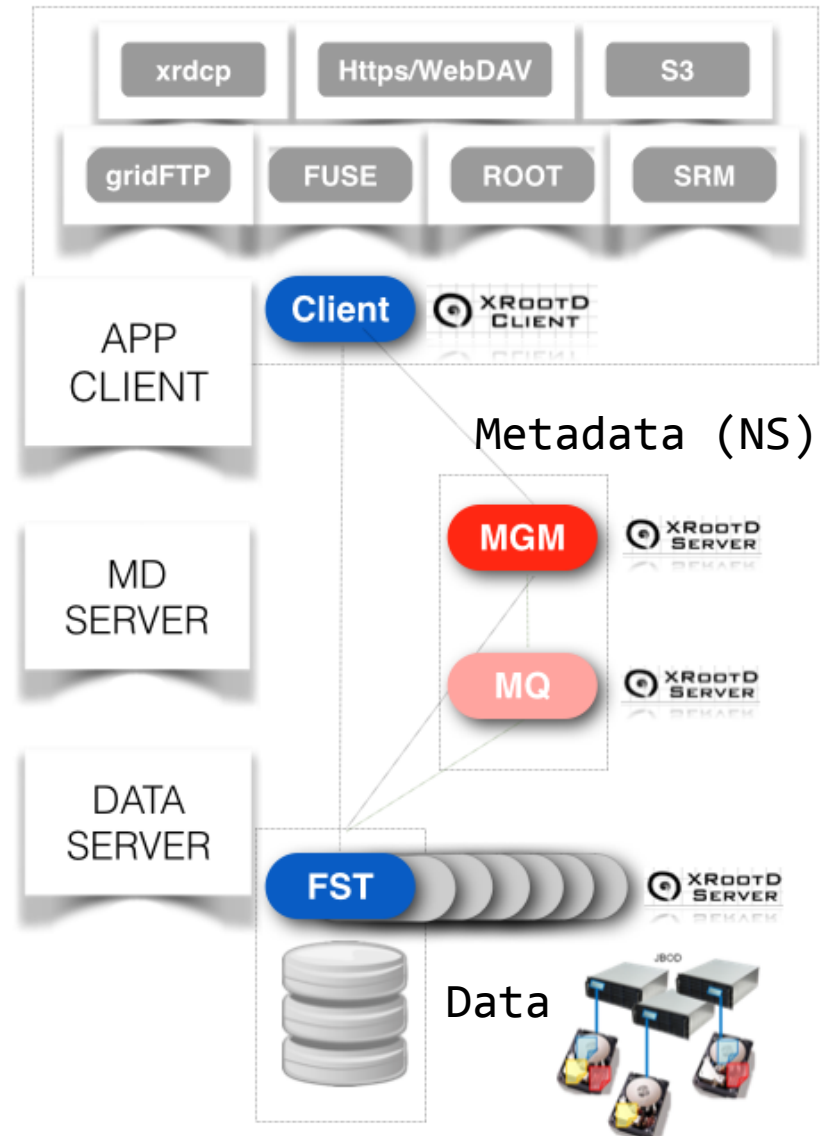 xrdcp
Https/WebDAV
S3
gridFTP
FUSE
ROOT
SRM
APP
CLIENT
Client
XROOTD
CLIENT
Metadata (NS)
MD
SERVER
MGM
XROOTD
SERVER
MQ
XROOTD
SERVER
DATA
SERVER
FST
XROOTD
SERVER
Data
JBOD